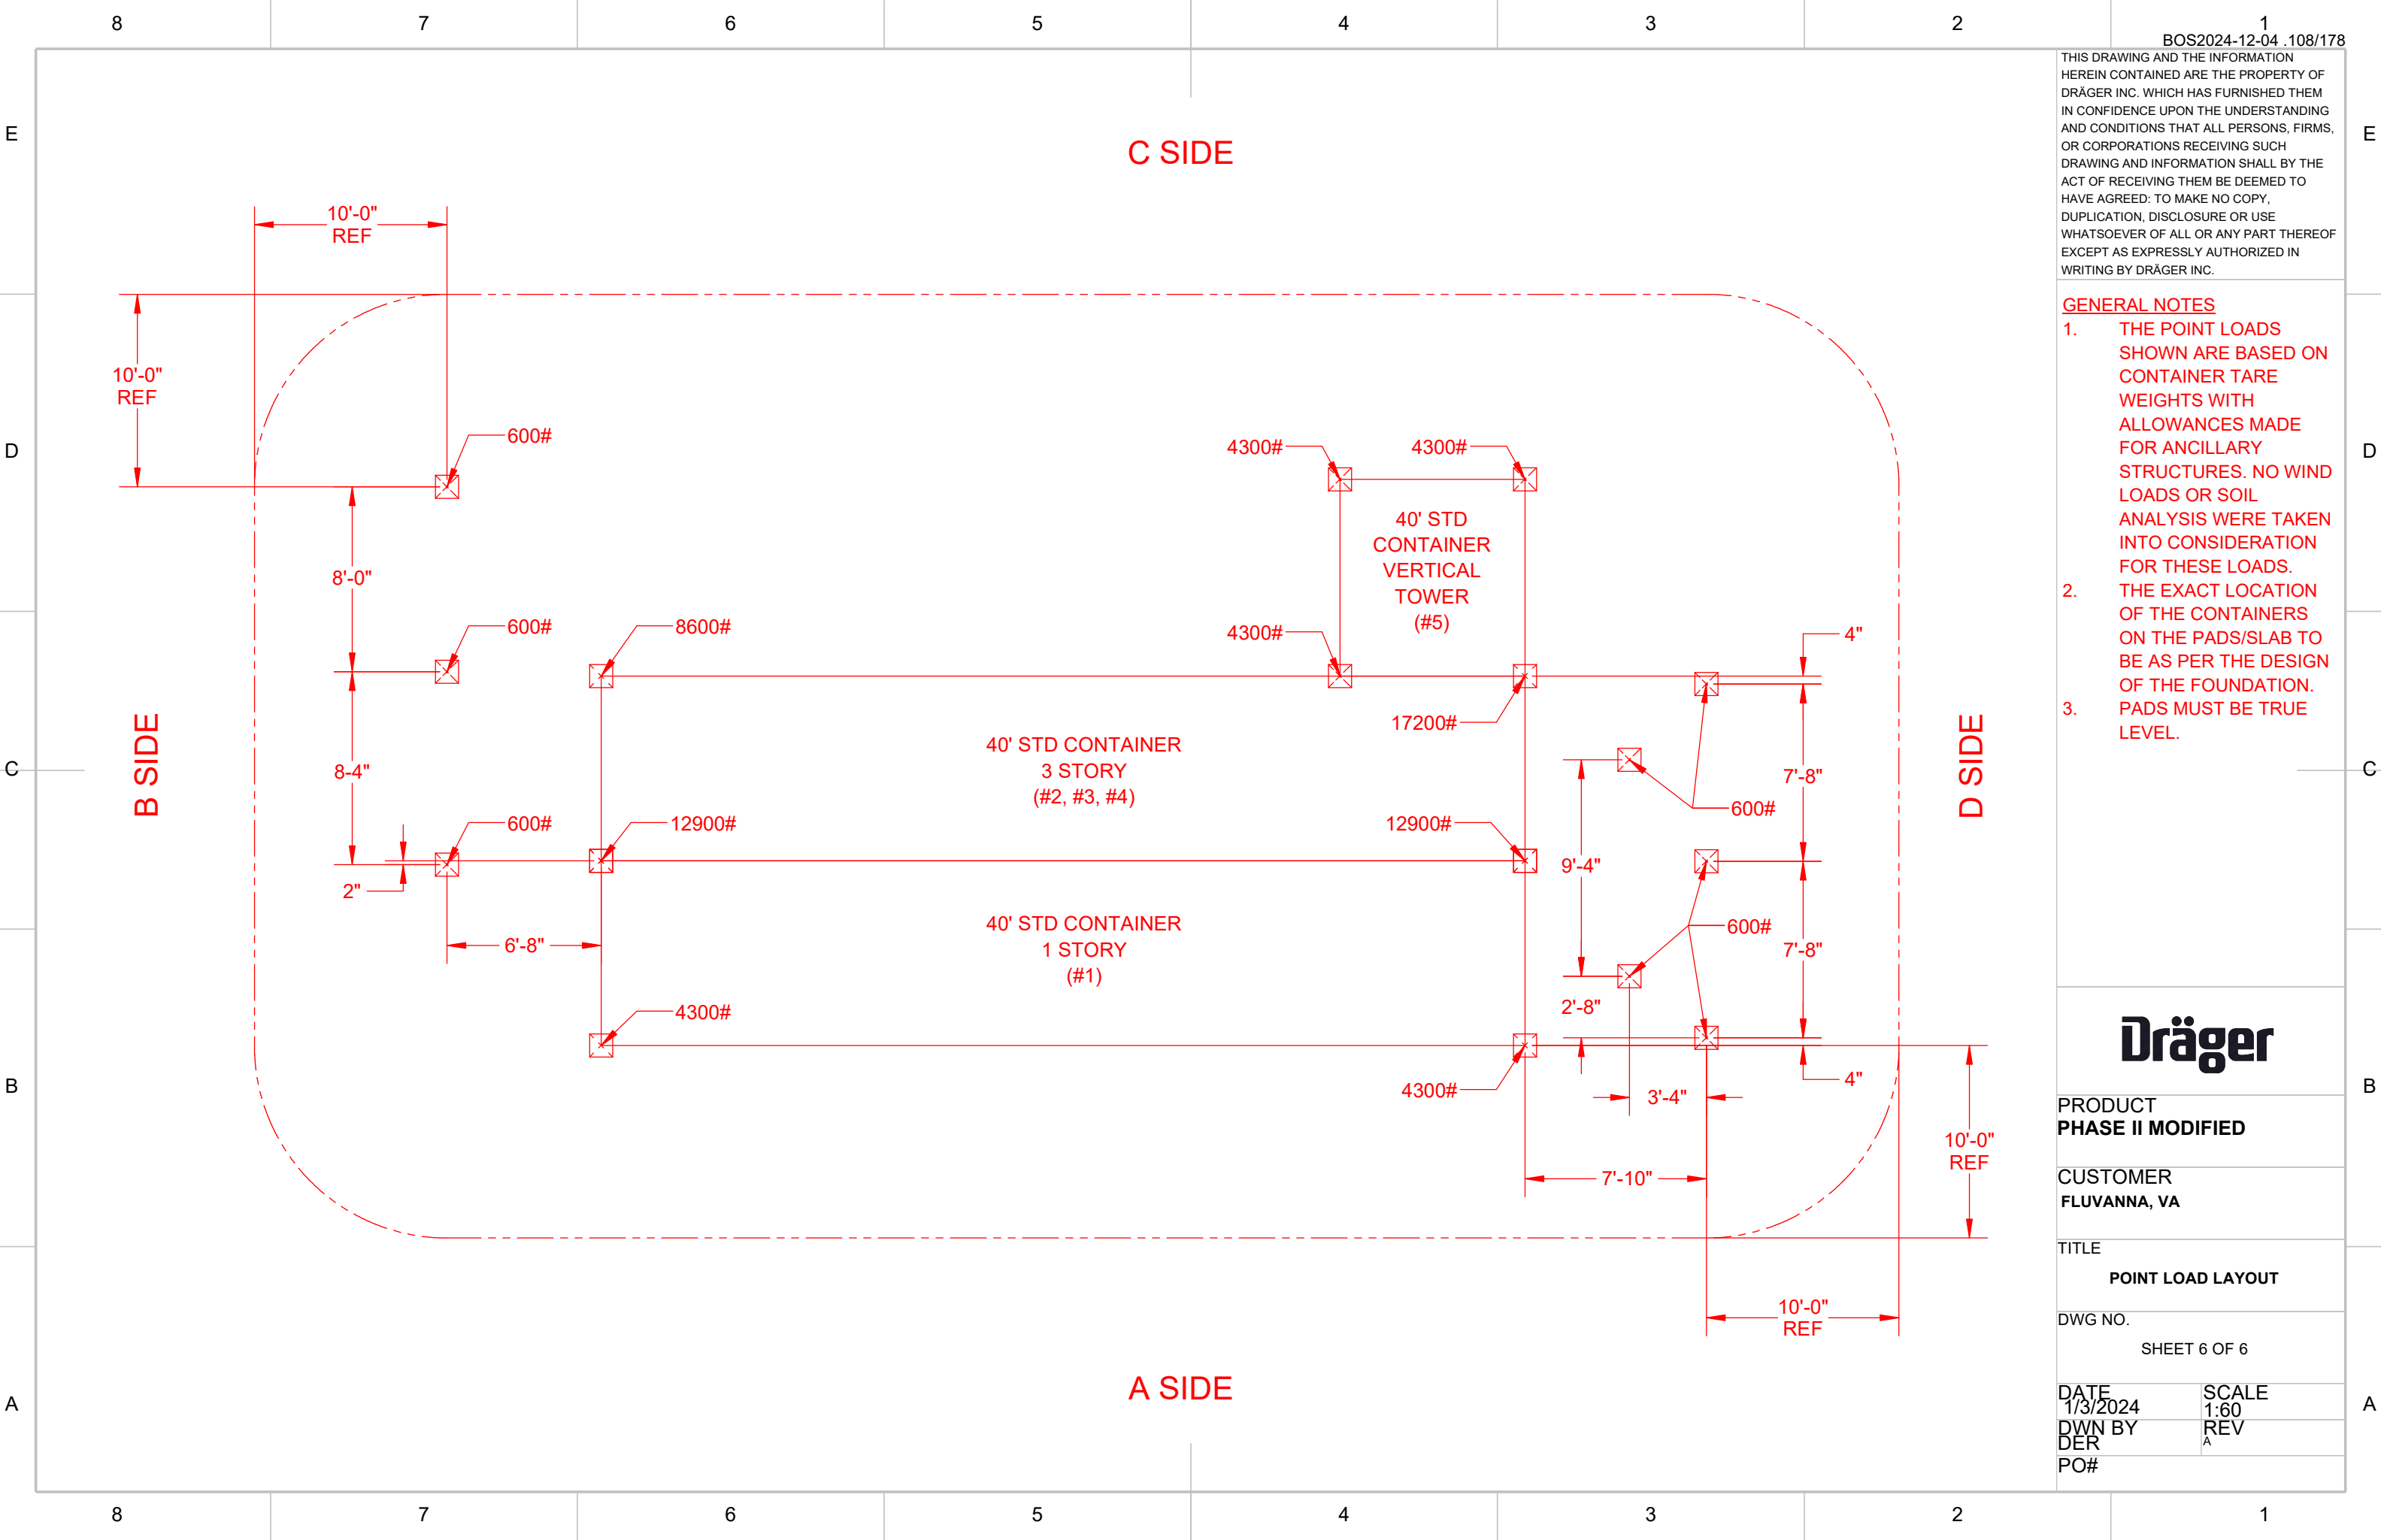 8 7 6 5 4 3 2 1
BOS2024-12-04 .108/178
THIS DRAWING AND THE INFORMATION
HEREIN CONTAINED ARE THE PROPERTY OF
DRÄGER INC. WHICH HAS FURNISHED THEM
IN CONFIDENCE UPON THE UNDERSTANDING
AND CONDITIONS THAT ALL PERSONS, FIRMS,
OR CORPORATIONS RECEIVING SUCH
DRAWING AND INFORMATION SHALL BY THE
ACT OF RECEIVING THEM BE DEEMED TO
HAVE AGREED: TO MAKE NO COPY,
DUPLICATION, DISCLOSURE OR USE
WHATSOEVER OF ALL OR ANY PART THEREOF
EXCEPT AS EXPRESSLY AUTHORIZED IN
WRITING BY DRÄGER INC.
GENERAL NOTES
1. THE POINT LOADS
SHOWN ARE BASED ON
CONTAINER TARE
WEIGHTS WITH
ALLOWANCES MADE
FOR ANCILLARY
STRUCTURES. NO WIND
LOADS OR SOIL
ANALYSIS WERE TAKEN
INTO CONSIDERATION
FOR THESE LOADS.
2. THE EXACT LOCATION
OF THE CONTAINERS
ON THE PADS/SLAB TO
BE AS PER THE DESIGN
OF THE FOUNDATION.
3. PADS MUST BE TRUE
LEVEL.
E E
C SIDE
10'-0"
REF
10'-0"
REF
D D
600#
4300# 4300#
40' STD
CONTAINER
VERTICAL
TOWER
(#5)
8'-0"
600# 8600# 4300# 4"
17200#
B SIDE
D SIDE
C C
40' STD CONTAINER
3 STORY
(#2, #3, #4)
8-4"
7'-8"
600#
600# 12900# 12900#
9'-4"
2"
40' STD CONTAINER
1 STORY
(#1)
6'-8"
600#
7'-8"
2'-8"
4300#
4300#
4"
3'-4"
B B
10'-0"
REF
7'-10"
10'-0"
REF
A SIDE
A A
Dräger
PRODUCT
PHASE II MODIFIED
CUSTOMER
FLUVANNA, VA
TITLE
POINT LOAD LAYOUT
DWG NO.
SHEET 6 OF 6
DATE SCALE
1/3/2024 1:60
DWN BY REV
DER A
PO#
8 7 6 5 4 3 2 1